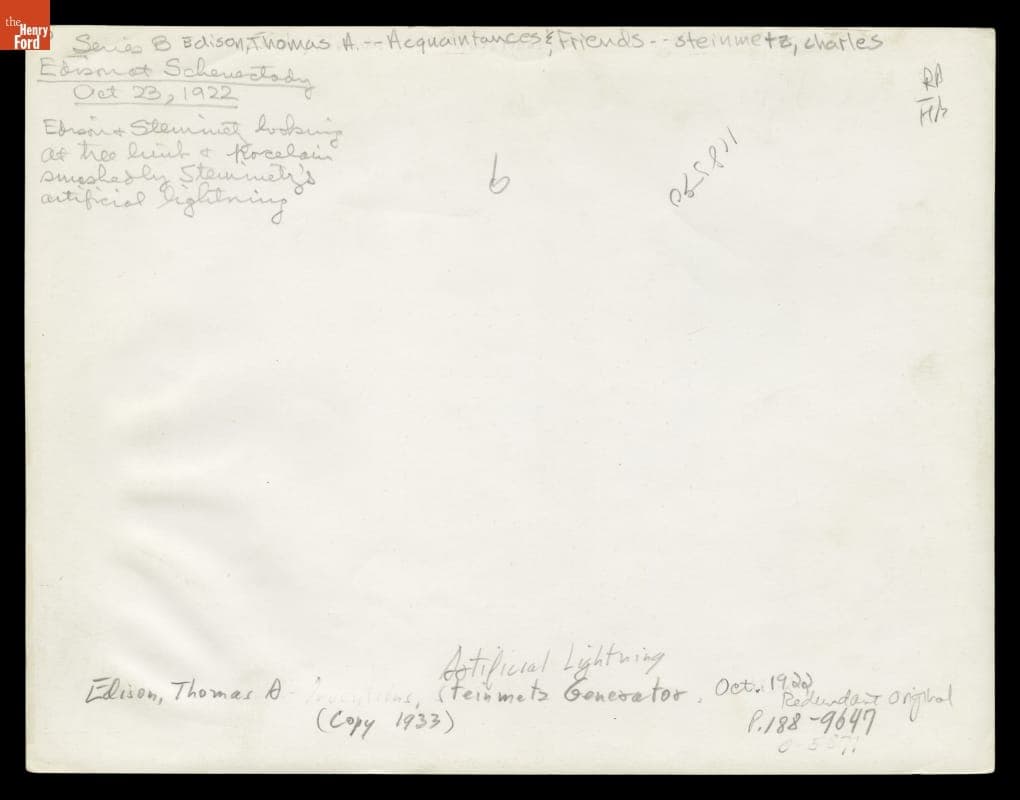 the
Henry
Ford
Series B Edison, Thomas A. -- Acquaintances & Friends -- Steinmetz, Charles
Edison at Schenectady
Oct 23, 1922
RP
Edison & Steinmetz looking
at tree limb & Porcelain
smashed by Steinmetz's
artificial lightning
6
Artificial Lightning
Edison, Thomas A - Steinmetz Generator. Oct. 1922
Redundant Original
(Copy 1933)
P.188-9647